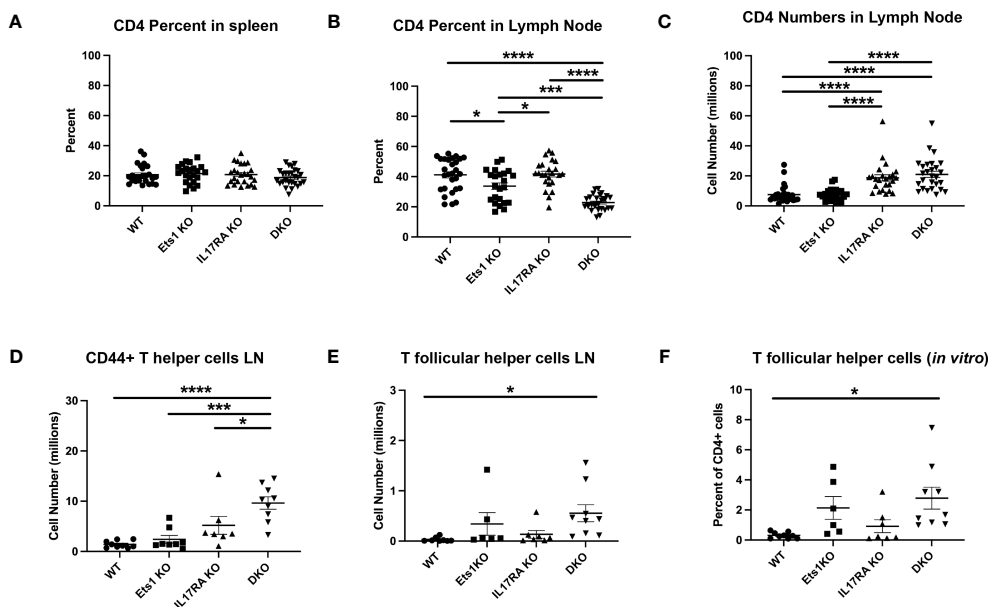 A
CD4 Percent in spleen
Percent
100
80
60
40
20
0
WT
Ets1 KO
IL17RA KO
DKO
B
CD4 Percent in Lymph Node
****
****
***
*
*
Percent
100
80
60
40
20
0
WT
Ets1 KO
IL17RA KO
DKO
C
CD4 Numbers in Lymph Node
****
****
****
****
Cell Number (millions)
100
80
60
40
20
0
WT
Ets1 KO
IL17RA KO
DKO
D
CD44+ T helper cells LN
****
***
*
Cell Number (millions)
30
20
10
0
WT
Ets1 KO
IL17RA KO
DKO
E
T follicular helper cells LN
*
Cell Number (millions)
3
2
1
0
WT
Ets1KO
IL17RA KO
DKO
F
T follicular helper cells (in vitro)
*
Percent of CD4+ cells
10
8
6
4
2
0
WT
Ets1 KO
IL17RA KO
DKO